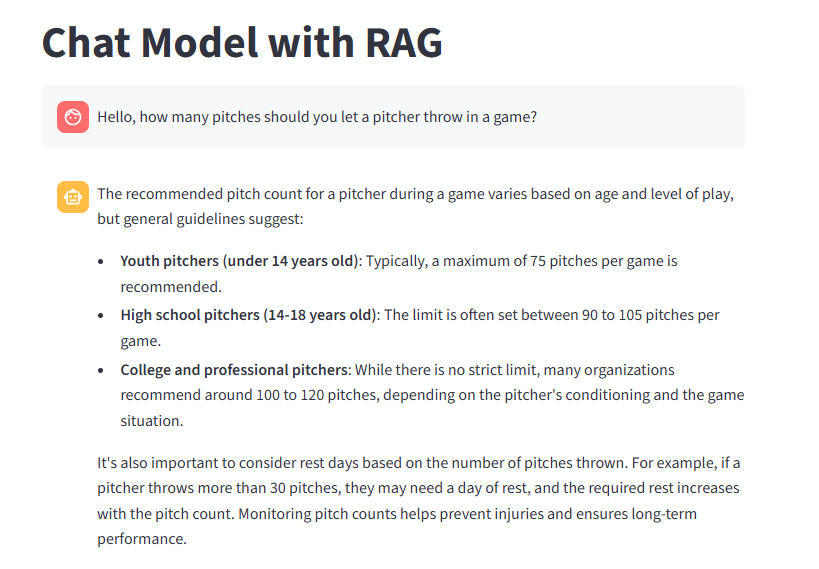 Chat Model with RAG
Hello, how many pitches should you let a pitcher throw in a game?
The recommended pitch count for a pitcher during a game varies based on age and level of play,
but general guidelines suggest:
• Youth pitchers (under 14 years old): Typically, a maximum of 75 pitches per game is
recommended.
• High school pitchers (14-18 years old): The limit is often set between 90 to 105 pitches per
game.
• College and professional pitchers: While there is no strict limit, many organizations
recommend around 100 to 120 pitches, depending on the pitcher's conditioning and the game
situation.
It's also important to consider rest days based on the number of pitches thrown. For example, if a
pitcher throws more than 30 pitches, they may need a day of rest, and the required rest increases
with the pitch count. Monitoring pitch counts helps prevent injuries and ensures long-term
performance.